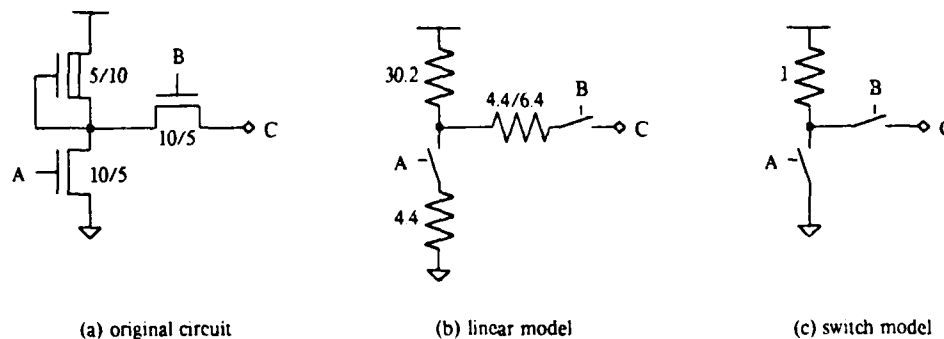 5/10
B
10/5
C
A
10/5
(a) original circuit
30.2
4.4/6.4
B
C
A
4.4
(b) linear model
1
B
A
(c) switch model